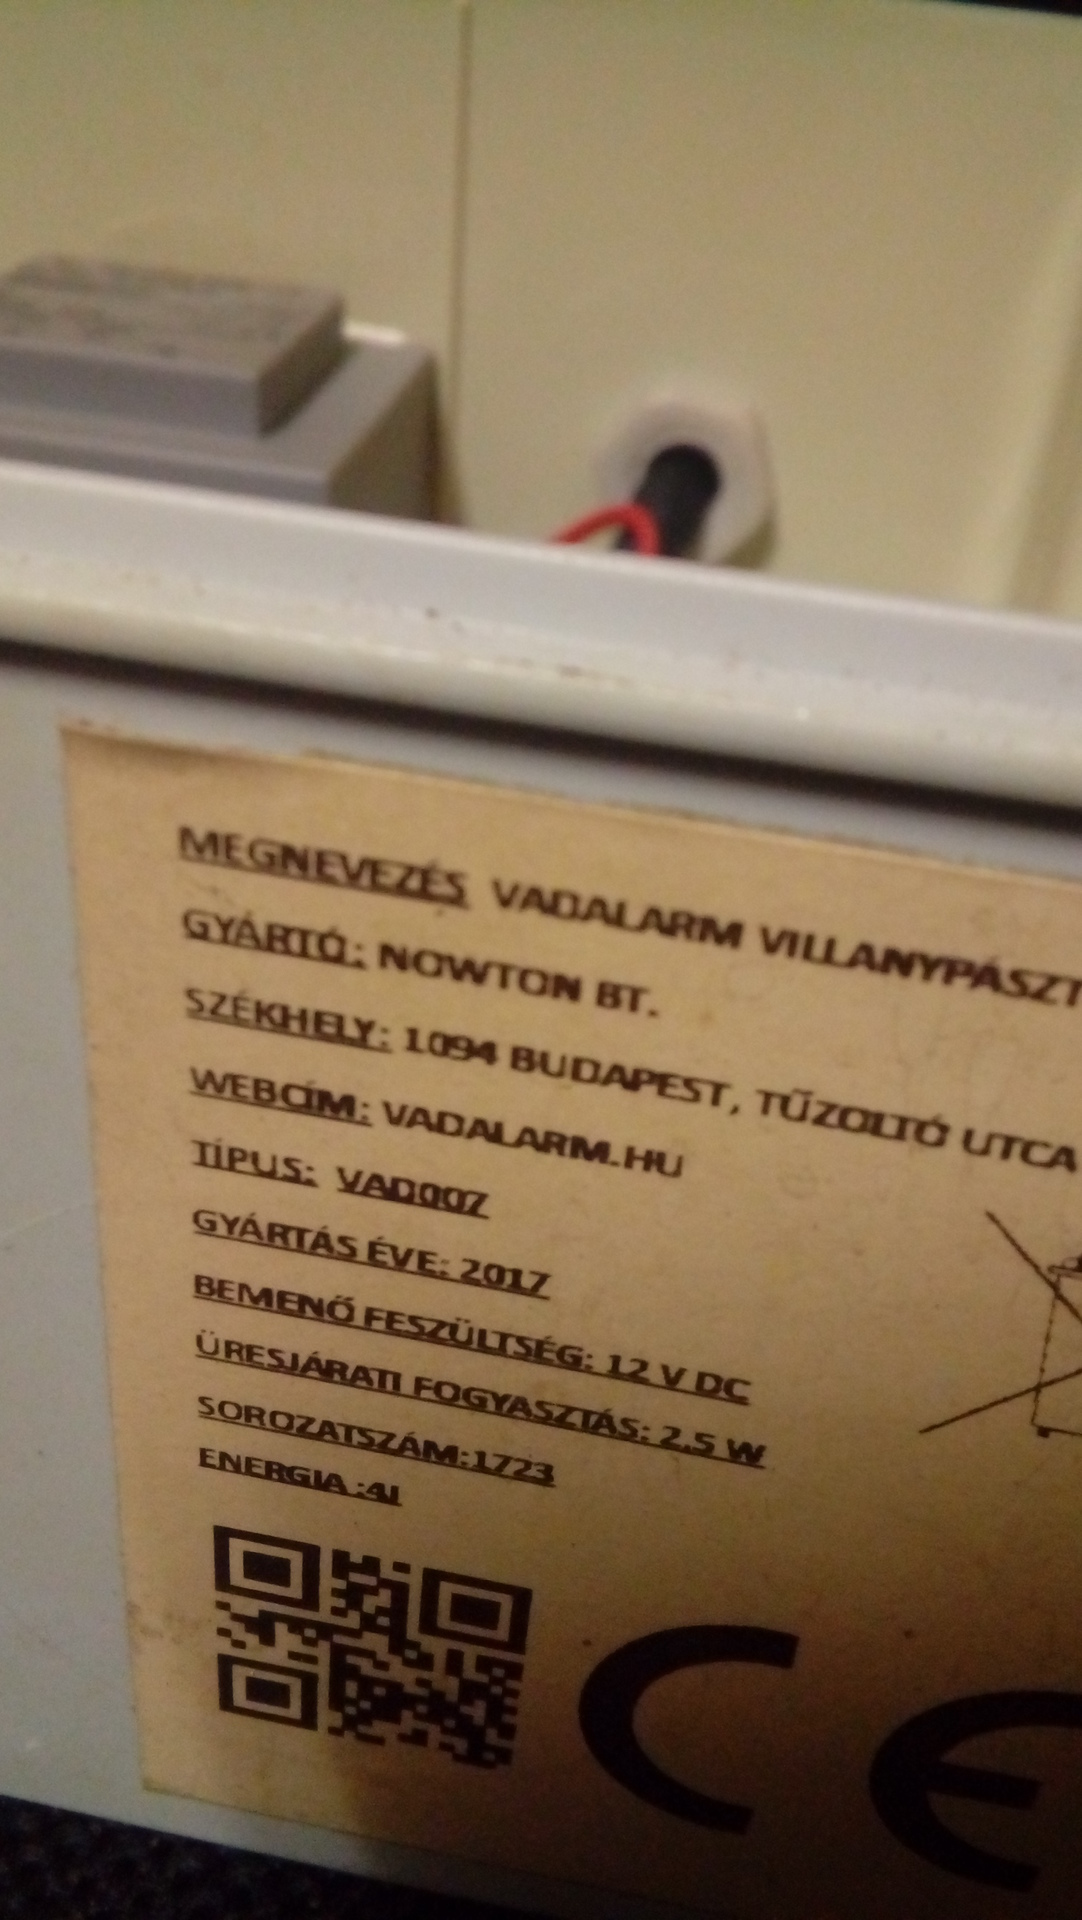 MEGNEVEZÉS VADALARM VILLANYPÁSZT
GYÁRTÓ: NOWTON BT.
SZÉKHELY: 1094 BUDAPEST, TŰZOLTÓ UTCA
WEBCÍM: VADALARM.HU
TÍPUS: VAD007
GYÁRTÁS ÉVE: 2017
BEMENŐ FESZÜLTSÉG: 12 V DC
ÜRESJÁRATI FOGYASZTÁS: 2,5 W
SOROZATSZÁM:1723
ENERGIA :4J
CE